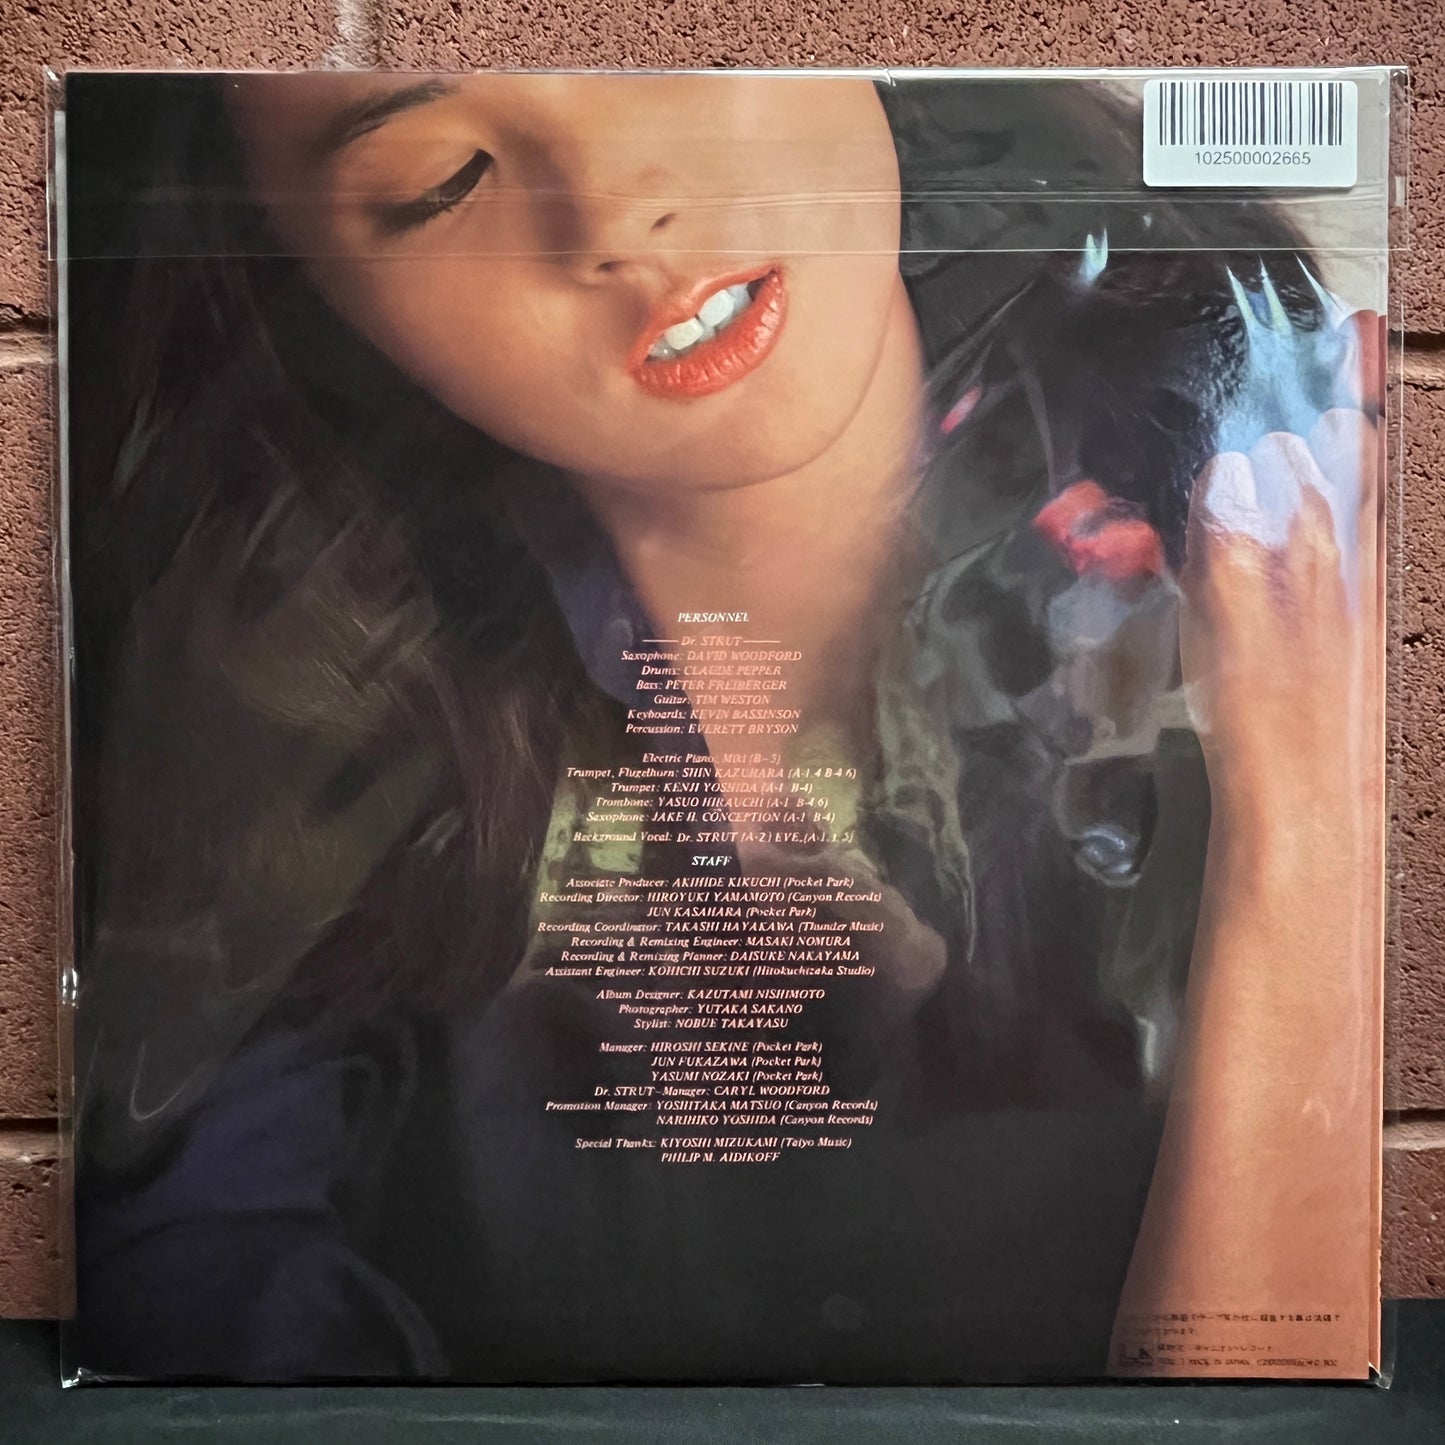 102500002665
PERSONNEL
Dr. STRUT
Saxophone: DAVID WOODFORD
Drums: CLAUDE PEPPER
Bass: PETER FREIBERGER
Guitar: TIM WESTON
Keyboards: KEVIN BASSINSON
Percussion: EVERETT BRYSON
Electric Piano: Miki (B-5)
Trumpet, Flugelhurn: SHIN KAZUHARA (A-1.4 B-4.6)
Trumpet: KENJI YOSHIDA (A-1 B-4)
Trombone: YASUO HIRAUCHI (A-1 B-4.6)
Saxophone: JAKE H. CONCEPTION (A-1 B-4)
Background Vocal: Dr. STRUT (A-2) EVE.
STAFF
Associate Producer: AKIHIDE KIKUCHI (Pocket Park)
Recording Director: HIROYUKI YAMAMOTO (Canyon Records)
JUN KASAHARA (Pocket Park)
Recording Coordinator: TAKASHI HAYAKAWA (Thunder Music)
Recording & Remixing Engineer: MASAKI NOMURA
Recording & Remixing Planner: DAISUKE NAKAYAMA
Assistant Engineer: KOHICHI SUZUKI (Hitokuchizaka Studio)
Album Designer: KAZUTAMI NISHIMOTO
Photographer: YUTAKA SAKANO
Stylist: NOBUE TAKAYASU
Manager: HIROSHI SEKINE (Pocket Park)
JUN FUKAZAWA (Pocket Park)
YASUMI NOZAKI (Pocket Park)
Dr. STRUT-Manager: CARYL WOODFORD
Promotion Manager: YOSHITAKA MATSUO (Canyon Records)
NARIHIKO YOSHIDA (Canyon Records)
Special Thanks: KIYOSHI MIZUKAMI (Taiyo Music)
PHILIP M. AIDIKOFF